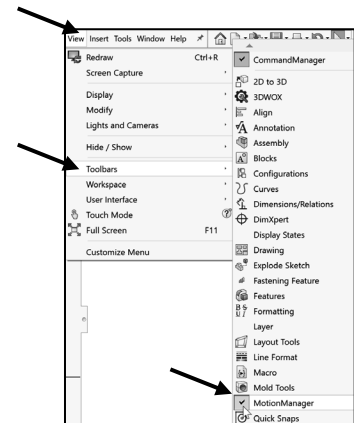 View Insert Tools Window Help
Redraw Ctrl+R
Screen Capture
Display
Modify
Lights and Cameras
Hide / Show
Toolbars
Workspace
User Interface
Touch Mode
Full Screen F11
Customize Menu
CommandManager
2D to 3D
3DWOX
Align
Annotation
Assembly
Blocks
Configurations
Curves
Dimensions/Relations
DimXpert
Display States
Drawing
Explode Sketch
Fastening Feature
Features
Formatting
Layer
Layout Tools
Line Format
Macro
Mold Tools
MotionManager
Quick Snaps